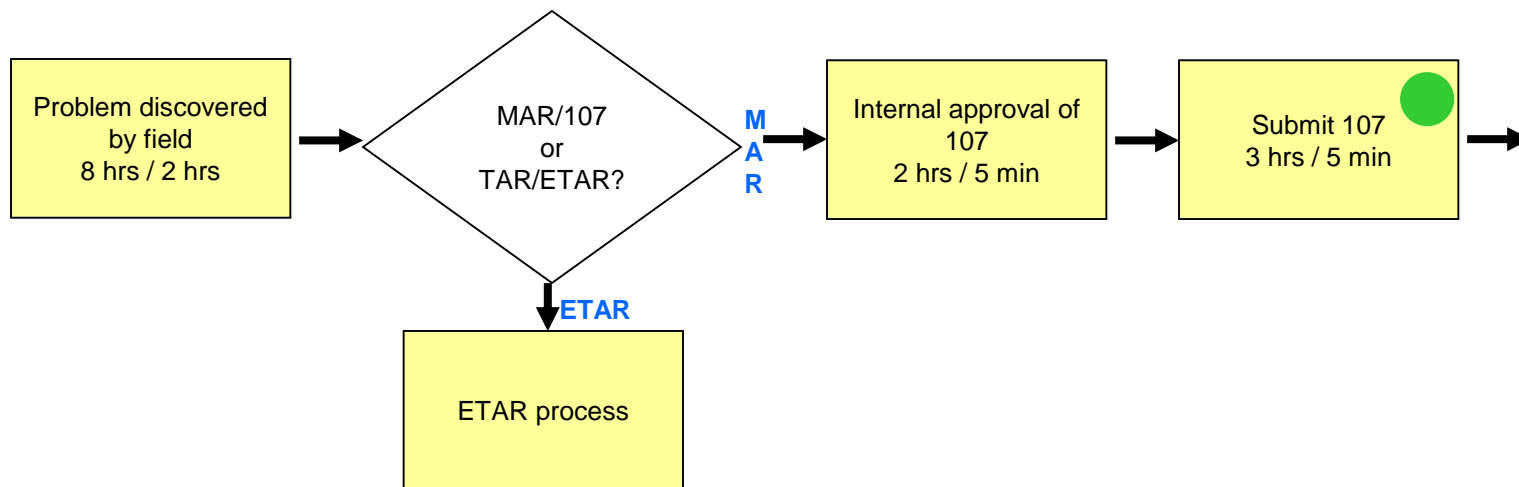 Problem discovered
by field
8 hrs / 2 hrs
MAR/107
or
TAR/ETAR?
M
A
R
Internal approval of
107
2 hrs / 5 min
Submit 107
3 hrs / 5 min
ETAR
ETAR process